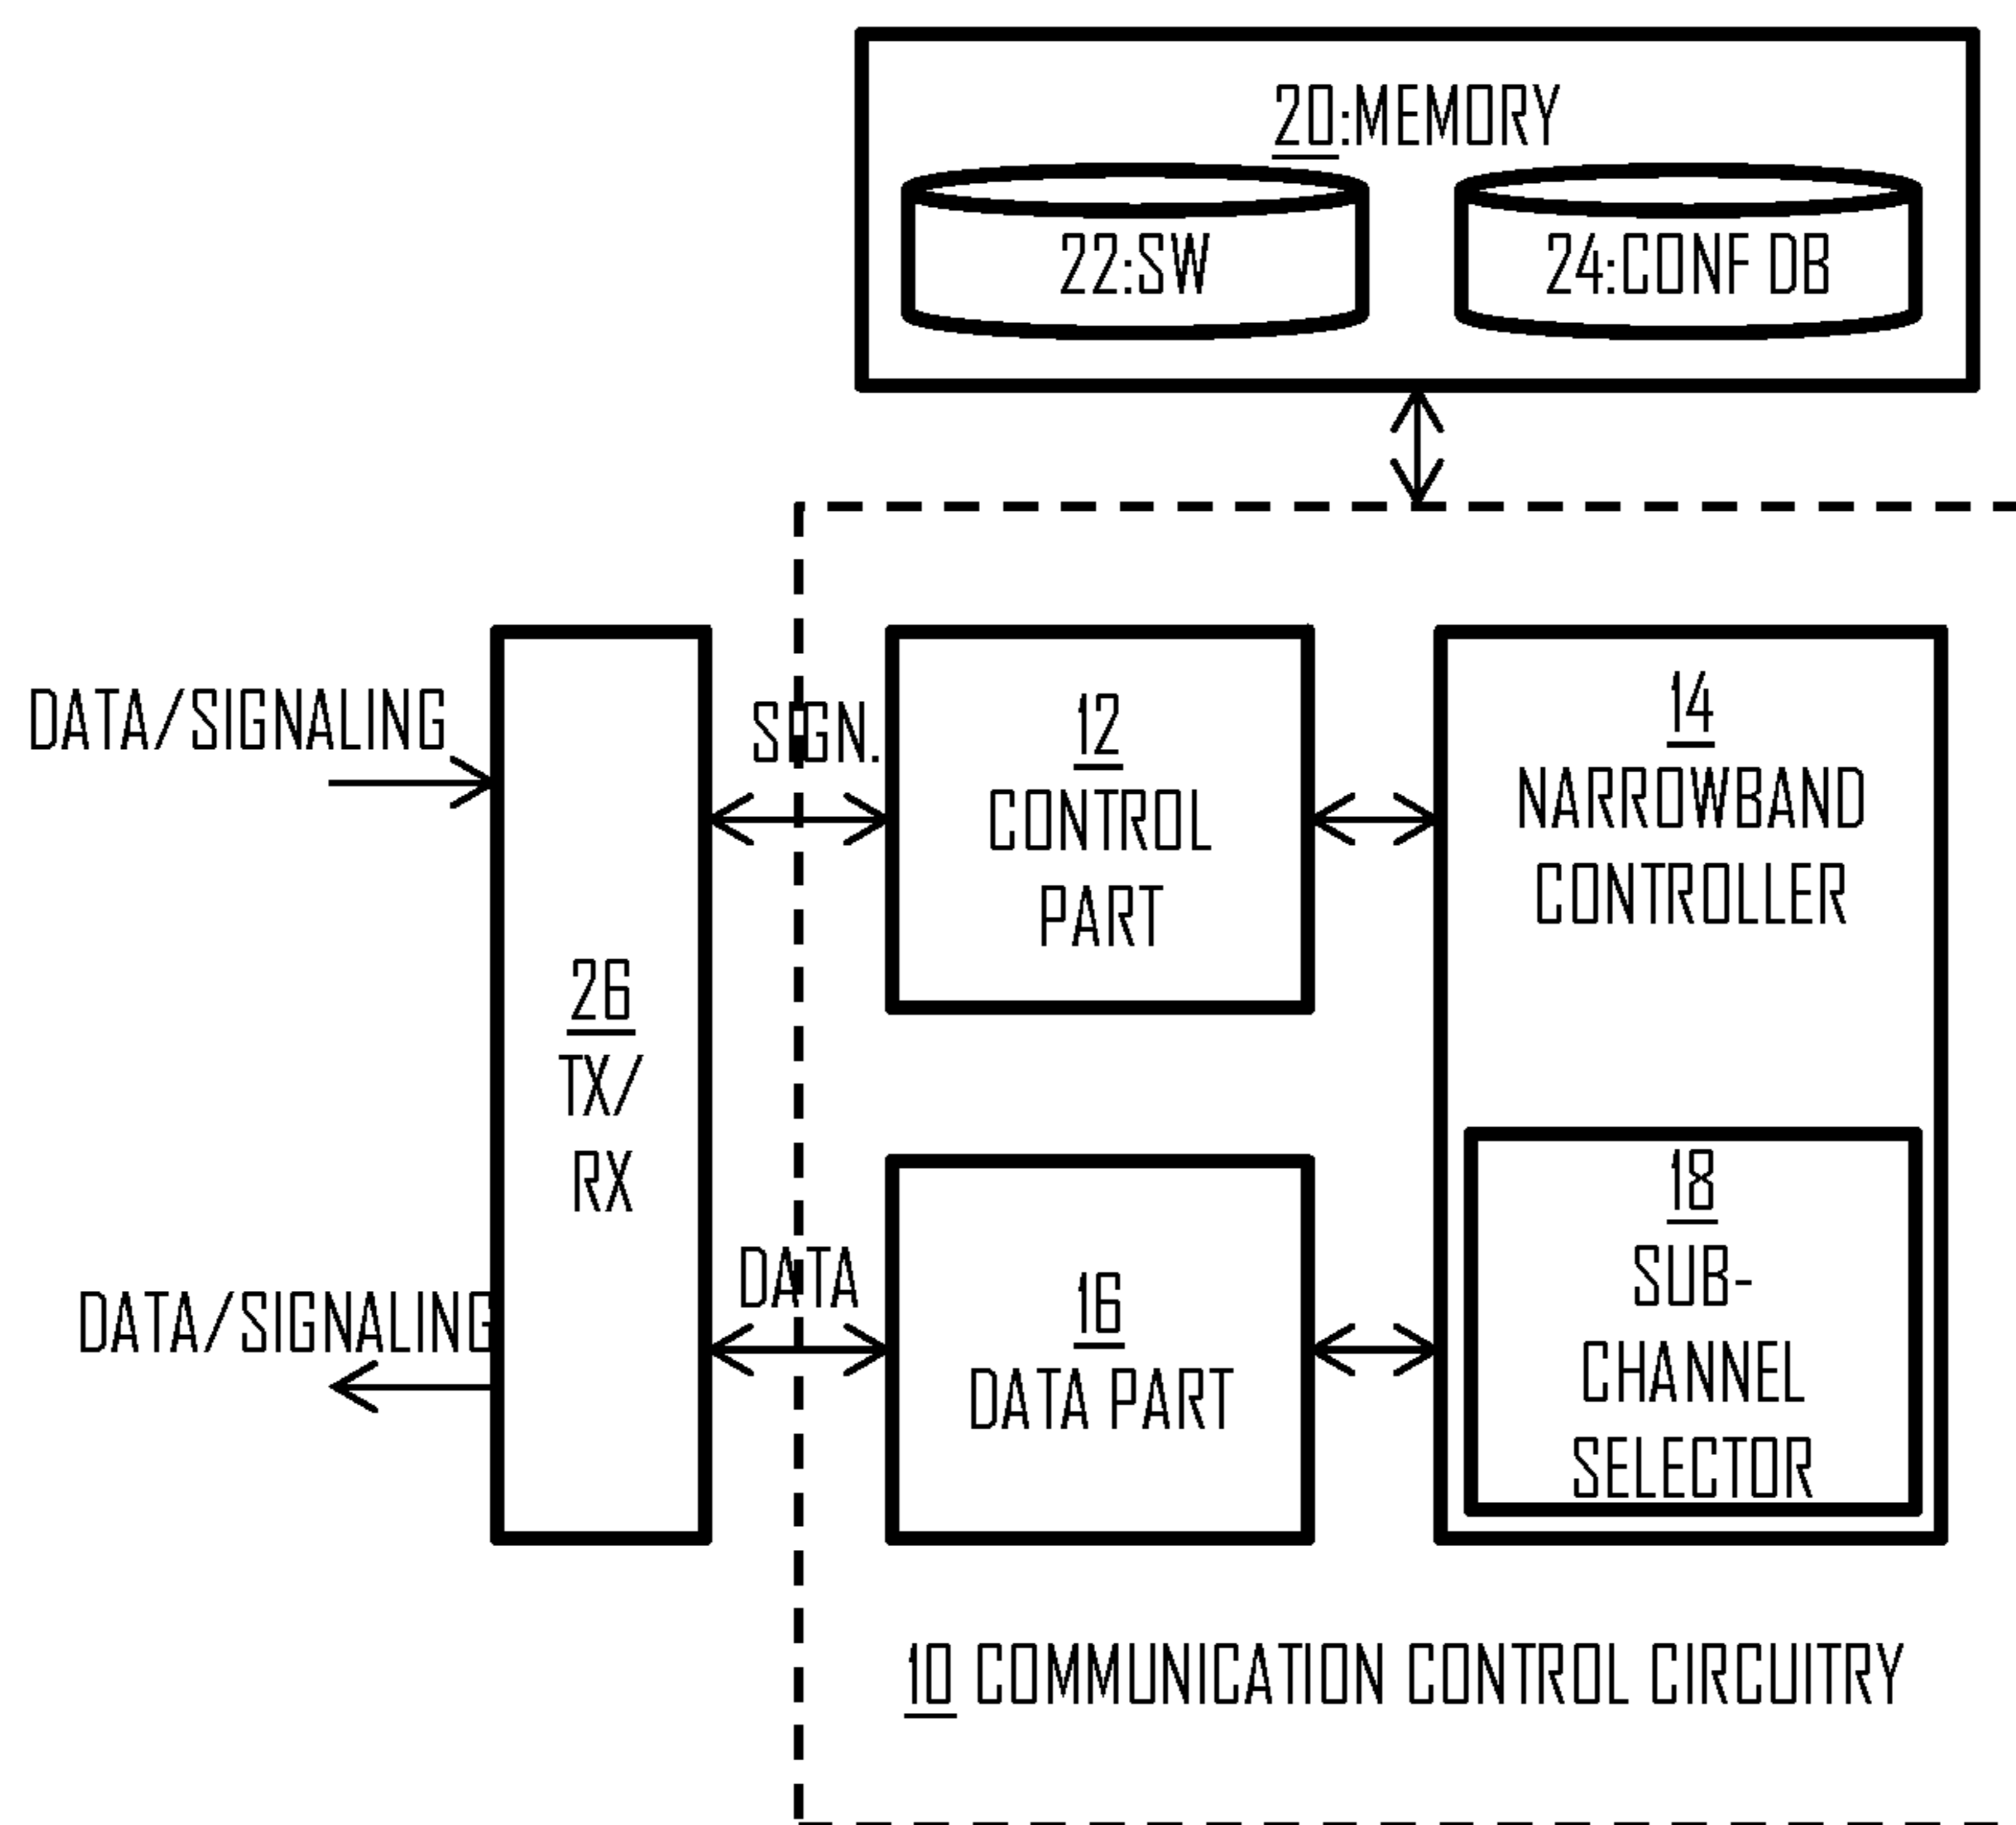 20:MEMORY
22:SW
24:CONF DB
DATA/SIGNALING
SIGN.
12
CONTROL
PART
14
NARROWBAND
CONTROLLER
26
TX/
RX
DATA/SIGNALING
DATA
16
DATA PART
18
SUB-
CHANNEL
SELECTOR
10 COMMUNICATION CONTROL CIRCUITRY